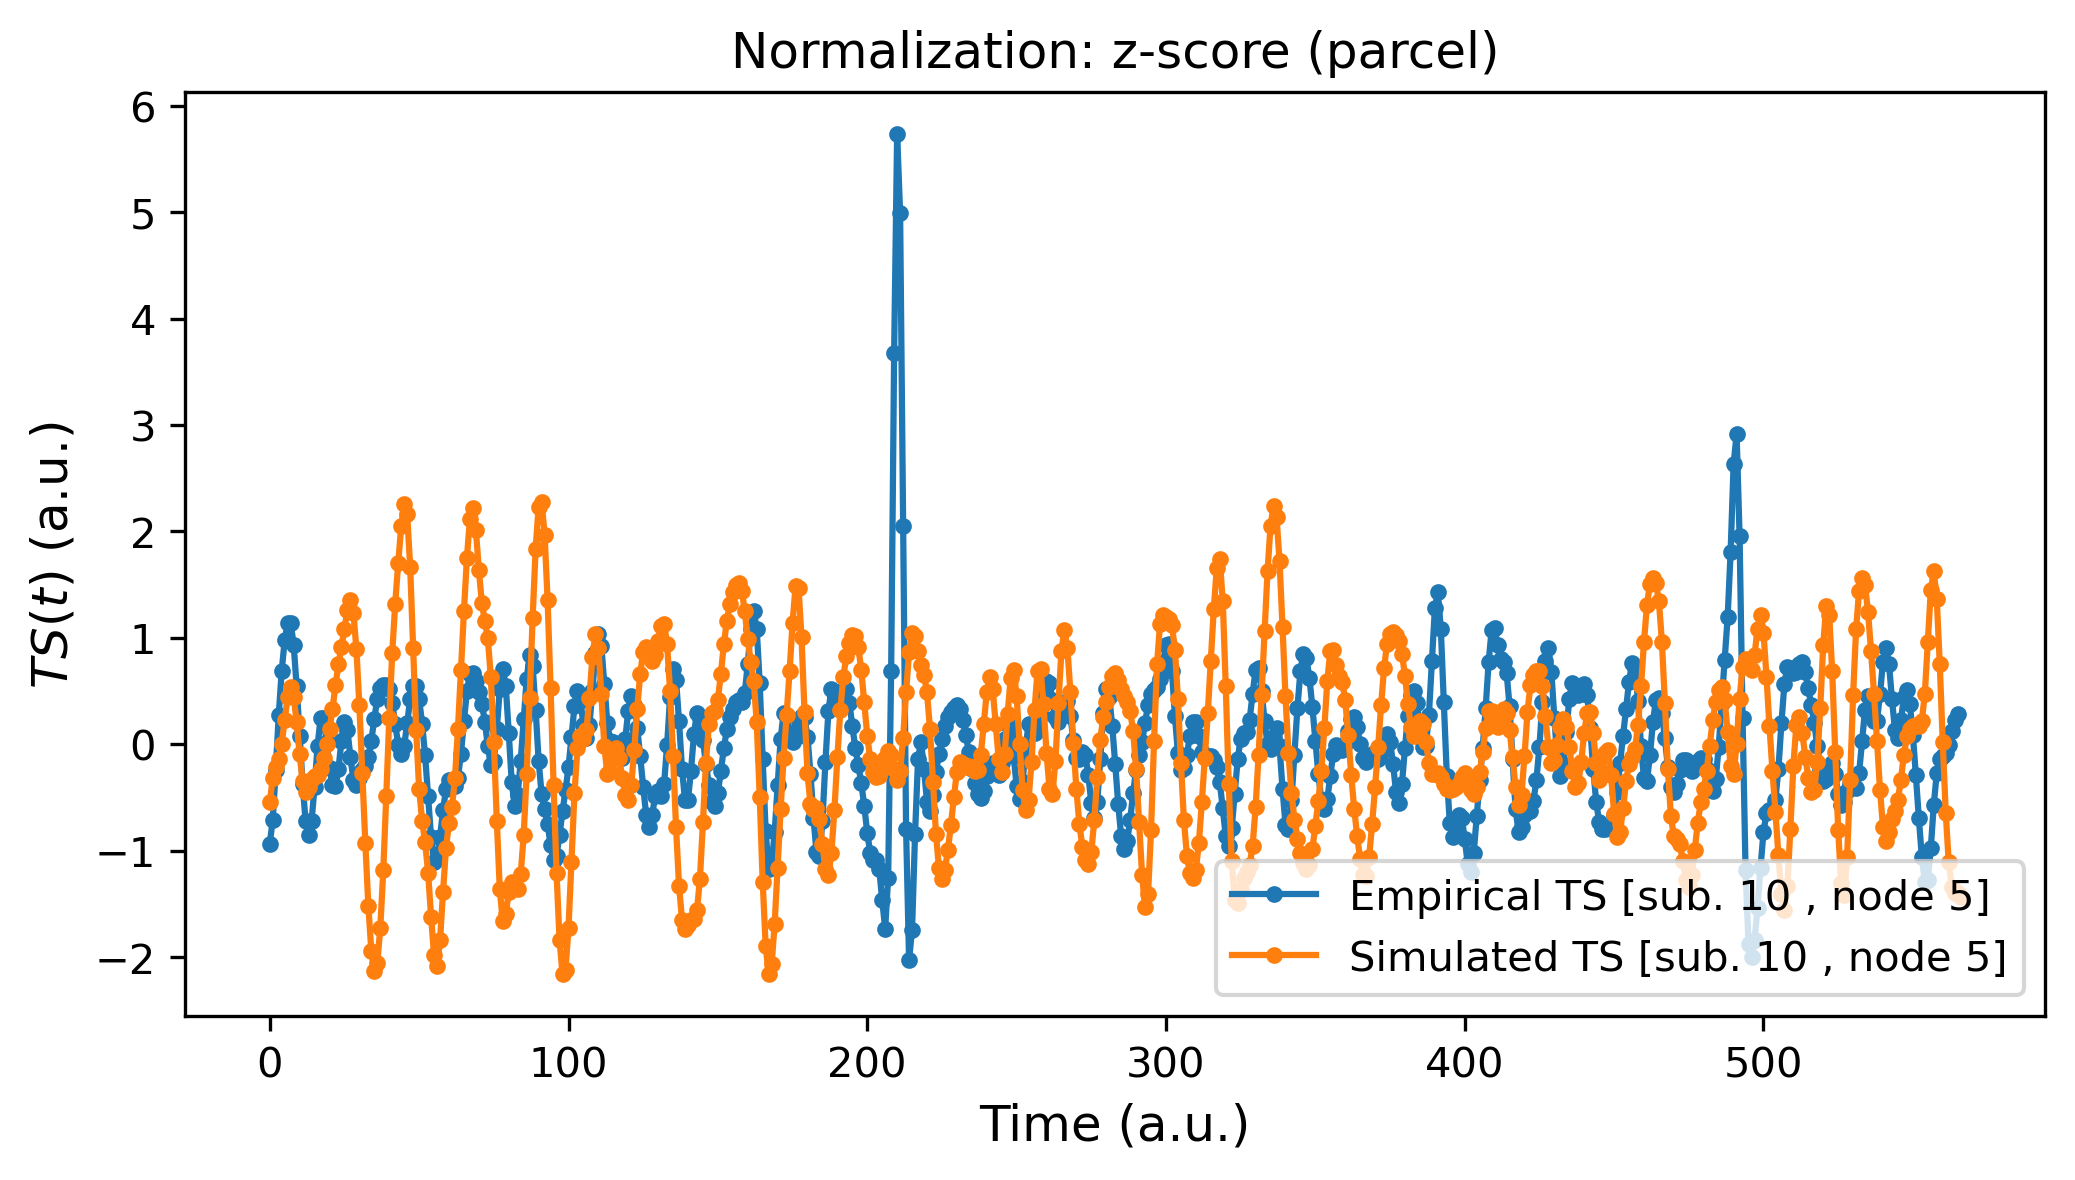 Normalization: z-score (parcel)
6
5
4
3
2
1
0
−1
−2
TS(t) (a.u.)
Empirical TS [sub. 10 , node 5]
Simulated TS [sub. 10 , node 5]
0 100 200 300 400 500
Time (a.u.)